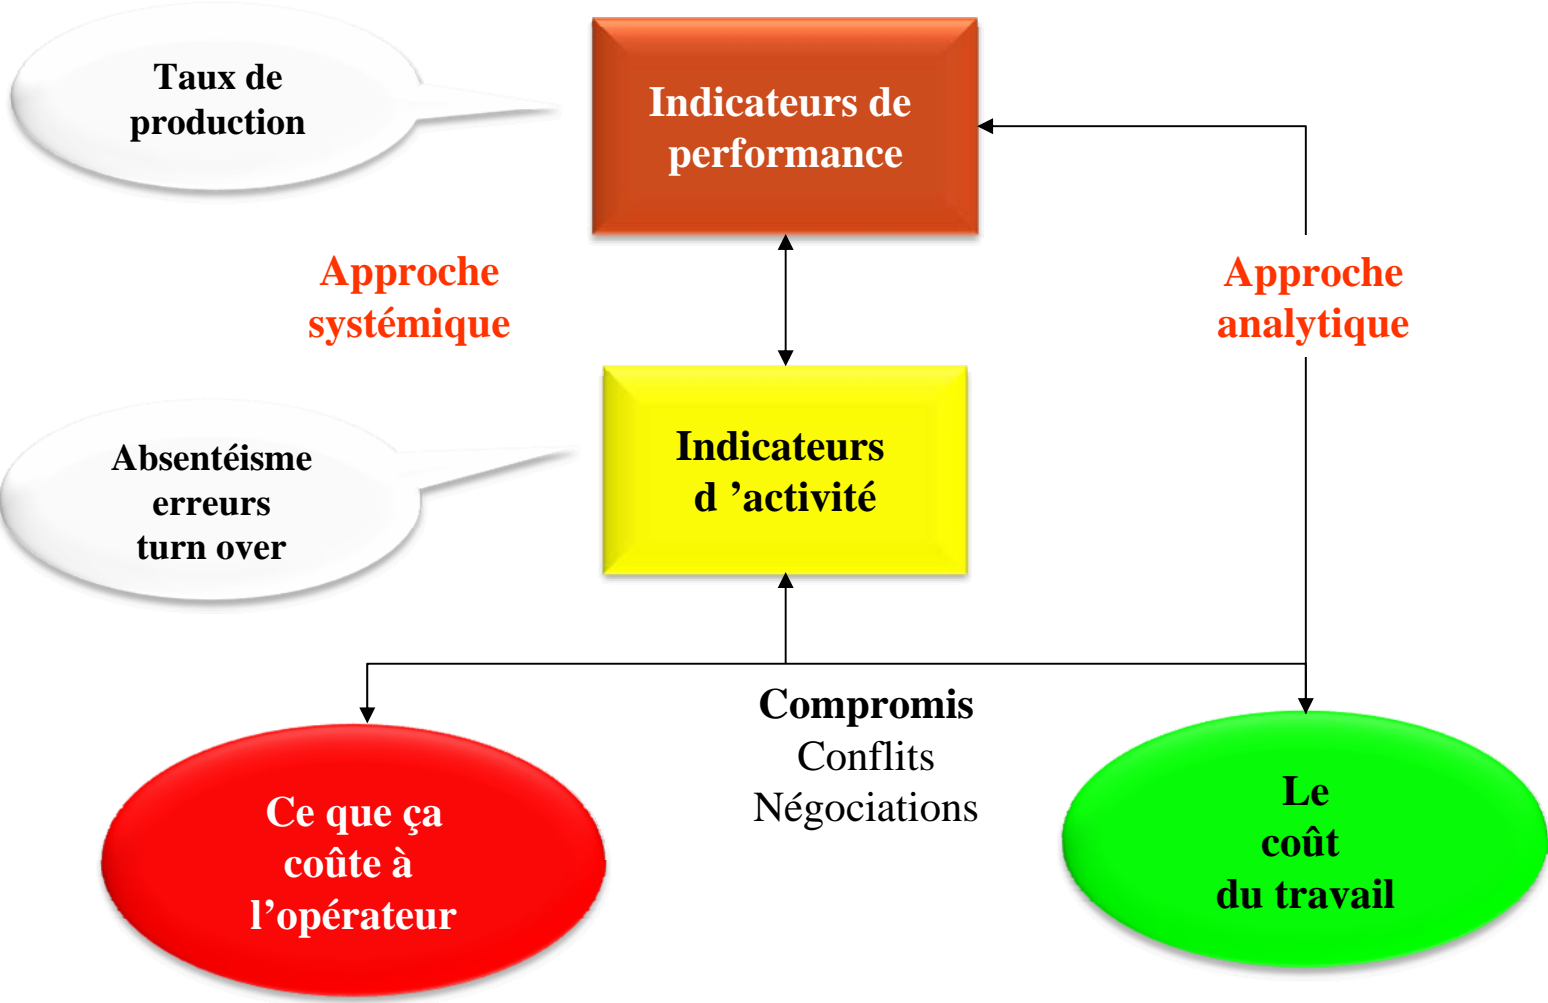 Taux de
production
Indicateurs de
performance
Approche
systémique
Approche
analytique
Absentéisme
erreurs
turn over
Indicateurs
d ’activité
Compromis
Conflits
Négociations
Ce que ça
coûte à
l’opérateur
Le
coût
du travail